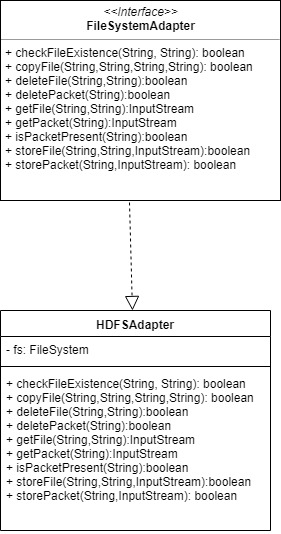 <<Interface>>
FileSystemAdapter
+ checkFileExistence(String, String): boolean
+ copyFile(String,String,String,String): boolean
+ deleteFile(String,String):boolean
+ deletePacket(String):boolean
+ getFile(String,String):InputStream
+ getPacket(String):InputStream
+ isPacketPresent(String):boolean
+ storeFile(String,String,InputStream):boolean
+ storePacket(String,InputStream): boolean
HDFSAdapter
- fs: FileSystem
+ checkFileExistence(String, String): boolean
+ copyFile(String,String,String,String): boolean
+ deleteFile(String,String):boolean
+ deletePacket(String):boolean
+ getFile(String,String):InputStream
+ getPacket(String):InputStream
+ isPacketPresent(String):boolean
+ storeFile(String,String,InputStream):boolean
+ storePacket(String,InputStream): boolean